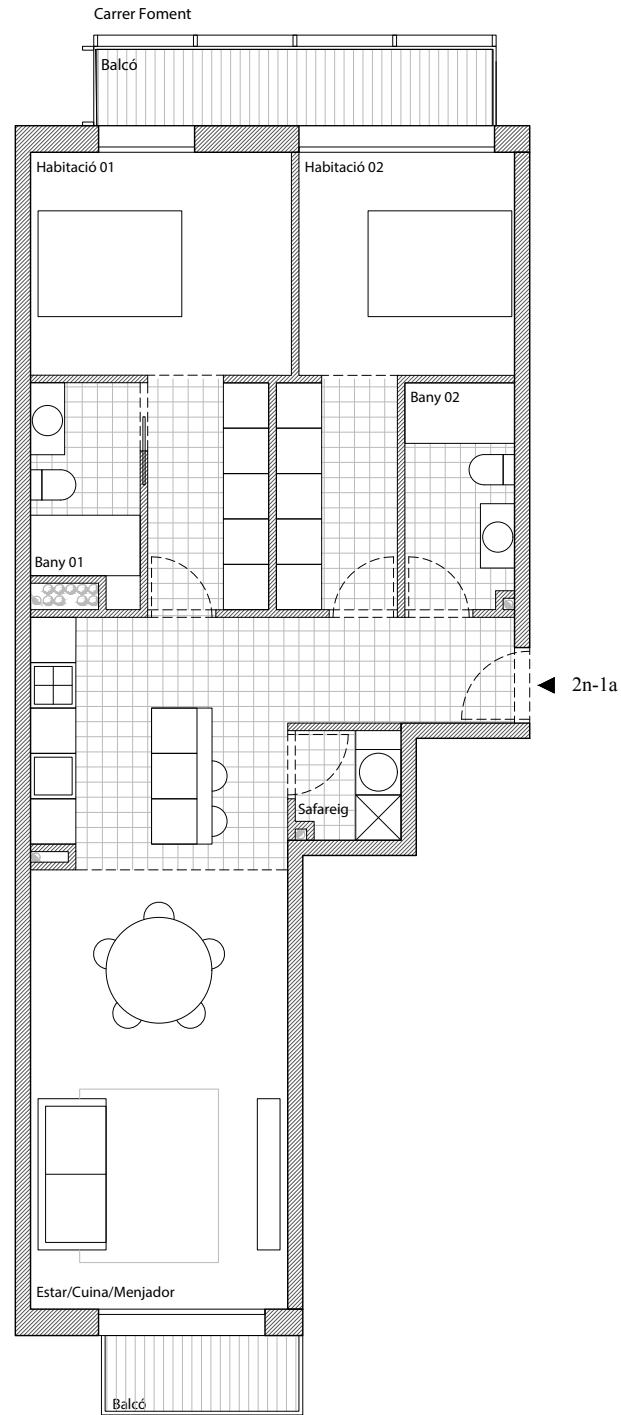 Carrer Foment
Balcó
Habitació 01
Habitació 02
Bany 02
Bany 01
2n-1a
Safareig
Estar/Cuina/Menjador
Balcó